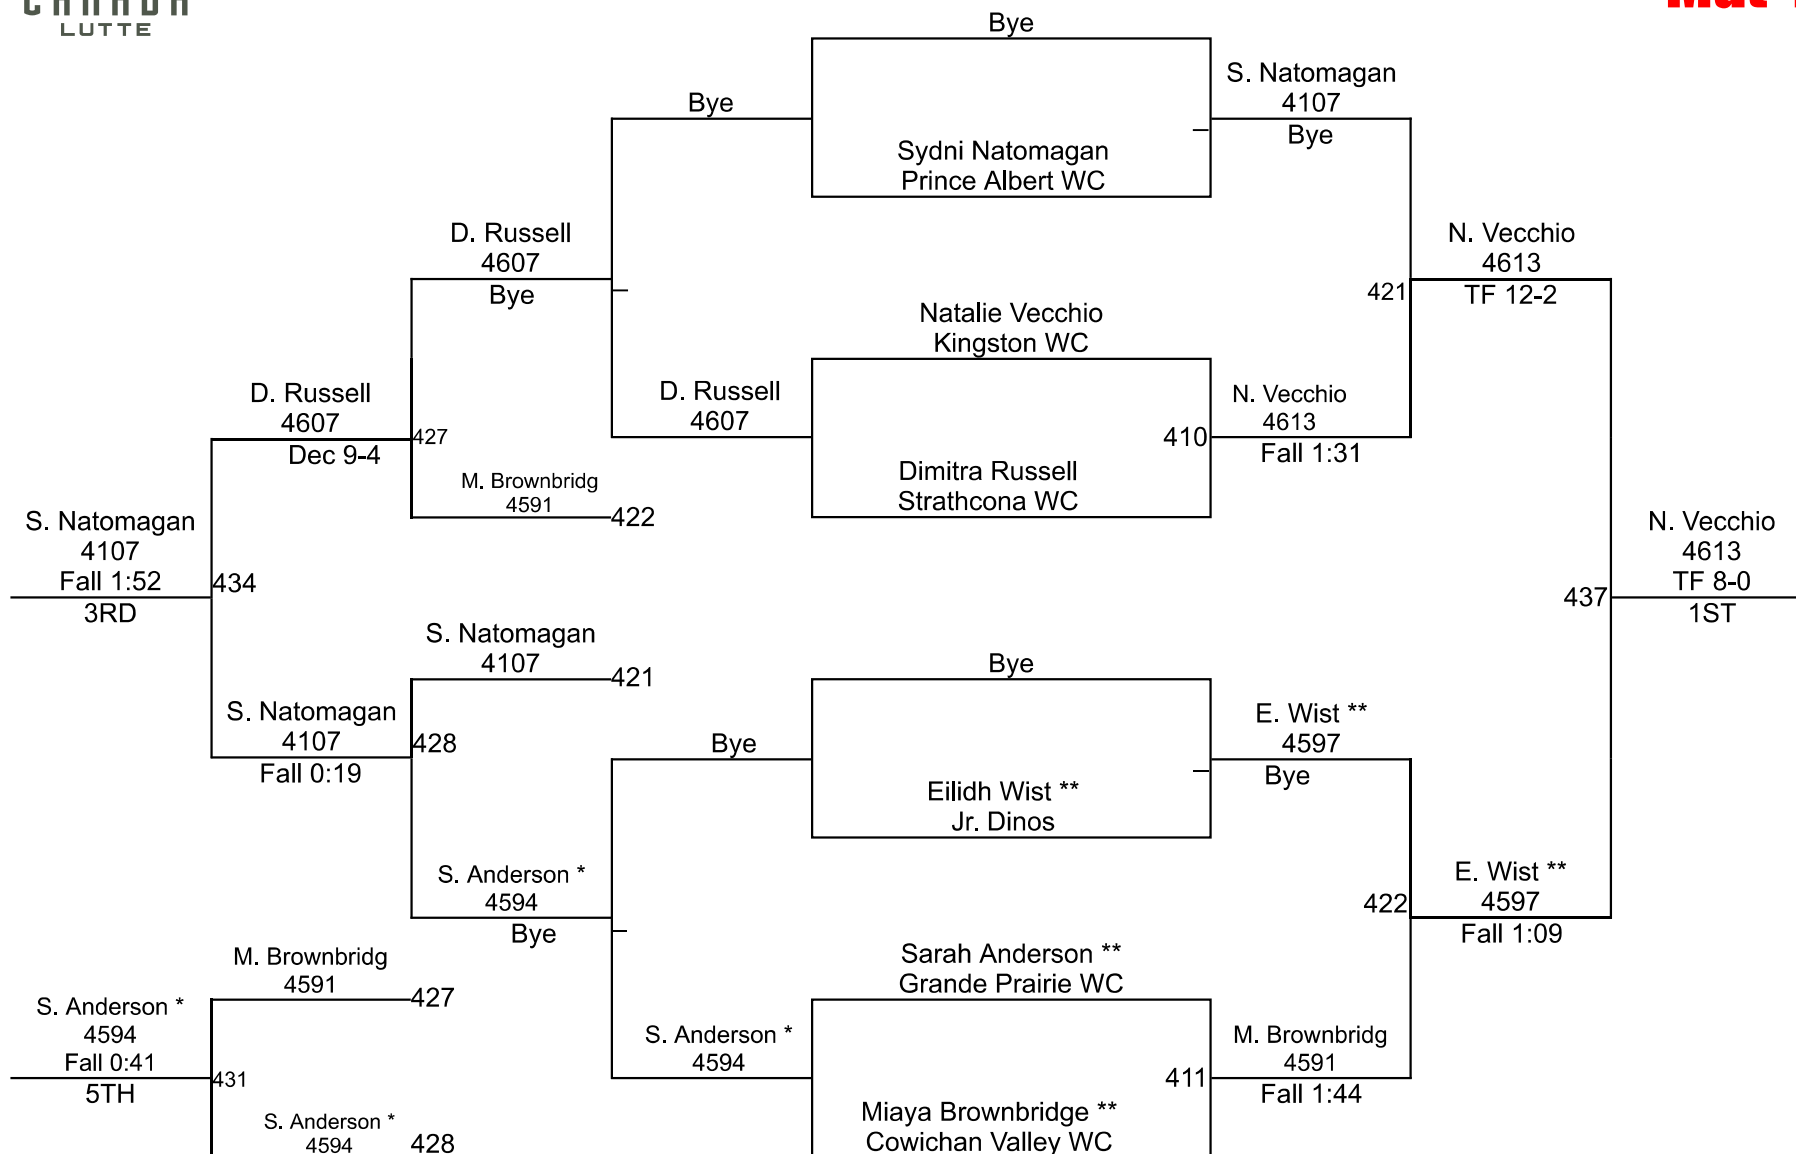 CANADA
LUTTE
Mat
Bye
S. Natomagan
4107
Bye
Bye
Sydni Natomagan
Prince Albert WC
D. Russell
4607
Bye
N. Vecchio
4613
TF 12-2
421
Natalie Vecchio
Kingston WC
D. Russell
4607
Dec 9-4
427
D. Russell
4607
N. Vecchio
4613
Fall 1:31
410
Dimitra Russell
Strathcona WC
M. Brownbridg
4591
422
S. Natomagan
4107
Fall 1:52
3RD
434
N. Vecchio
4613
TF 8-0
1ST
437
S. Natomagan
4107
421
Bye
S. Natomagan
4107
Fall 0:19
428
Bye
E. Wist **
4597
Bye
Eilidh Wist **
Jr. Dinos
S. Anderson *
4594
Bye
E. Wist **
4597
Fall 1:09
422
Sarah Anderson **
Grande Prairie WC
M. Brownbridg
4591
427
S. Anderson *
4594
Fall 0:41
5TH
431
S. Anderson *
4594
M. Brownbridg
4591
Fall 1:44
411
Miaya Brownbridge **
Cowichan Valley WC
S. Anderson *
4594
428